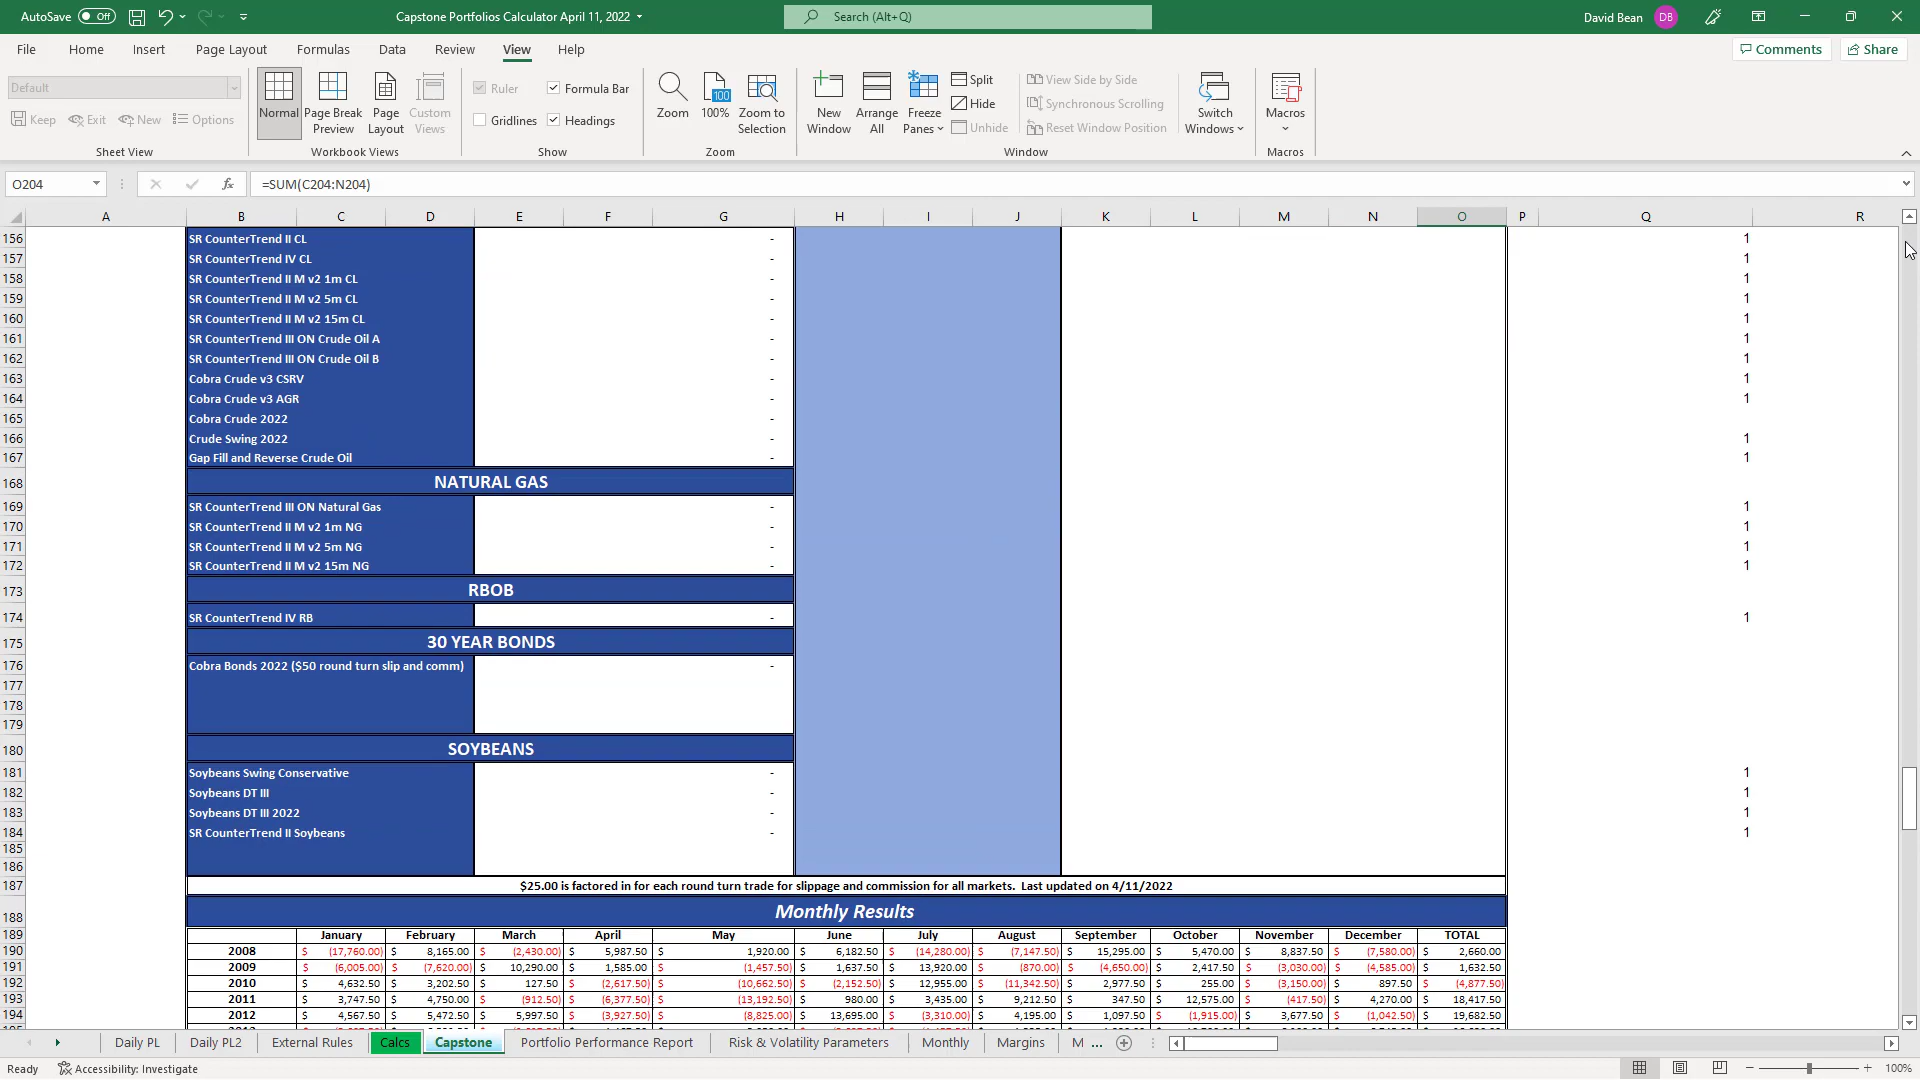 AutoSave Off Capstone Portfolios Calculator April 11, 2022 Search (Alt+Q) David Bean DB
File Home Insert Page Layout Formulas Data Review View Help Comments Share
Default
Keep Exit New Options
Sheet View
Normal Page Break Preview Page Layout Custom Views
Workbook Views
Ruler Formula Bar
Gridlines Headings
Show
Zoom 100% Zoom to Selection
Zoom
New Window Arrange All Freeze Panes
Split
Hide
Unhide
View Side by Side
Synchronous Scrolling
Reset Window Position
Switch Windows
Window
Macros
Macros
O204 fx =SUM(C204:N204)
A B C D E F G H I J K L M N O P Q R
156 SR CounterTrend II CL - 1
157 SR CounterTrend IV CL - 1
158 SR CounterTrend II M v2 1m CL - 1
159 SR CounterTrend II M v2 5m CL - 1
160 SR CounterTrend II M v2 15m CL - 1
161 SR CounterTrend III ON Crude Oil A - 1
162 SR CounterTrend III ON Crude Oil B - 1
163 Cobra Crude v3 CSRV - 1
164 Cobra Crude v3 AGR - 1
165 Cobra Crude 2022 -
166 Crude Swing 2022 - 1
167 Gap Fill and Reverse Crude Oil - 1
168 NATURAL GAS
169 SR CounterTrend III ON Natural Gas - 1
170 SR CounterTrend II M v2 1m NG - 1
171 SR CounterTrend II M v2 5m NG - 1
172 SR CounterTrend II M v2 15m NG - 1
173 RBOB
174 SR CounterTrend IV RB - 1
175 30 YEAR BONDS
176 Cobra Bonds 2022 ($50 round turn slip and comm) -
177
178
179
180 SOYBEANS
181 Soybeans Swing Conservative - 1
182 Soybeans DT III - 1
183 Soybeans DT III 2022 - 1
184 SR CounterTrend II Soybeans - 1
185
186
187 $25.00 is factored in for each round turn trade for slippage and commission for all markets. Last updated on 4/11/2022
188 Monthly Results
189 January February March April May June July August September October November December TOTAL
190 2008 $ (17,760.00) $ 8,165.00 $ (2,430.00) $ 5,987.50 $ 1,920.00 $ 6,182.50 $ (14,280.00) $ (7,147.50) $ 15,295.00 $ 5,470.00 $ 8,837.50 $ (7,580.00) $ 2,660.00
191 2009 $ (6,005.00) $ (7,620.00) $ 10,290.00 $ 1,585.00 $ (1,457.50) $ 1,637.50 $ 13,920.00 $ (870.00) $ (4,650.00) $ 2,417.50 $ (3,030.00) $ (4,585.00) $ 1,632.50
192 2010 $ 4,632.50 $ 3,202.50 $ 127.50 $ (2,617.50) $ (10,662.50) $ (2,152.50) $ 12,955.00 $ (11,342.50) $ 2,977.50 $ 255.00 $ (3,150.00) $ 897.50 $ (4,877.50)
193 2011 $ 3,747.50 $ 4,750.00 $ (912.50) $ (6,377.50) $ (13,192.50) $ 980.00 $ 3,435.00 $ 9,212.50 $ 347.50 $ 12,575.00 $ (417.50) $ 4,270.00 $ 18,417.50
194 2012 $ 4,567.50 $ 5,472.50 $ 5,997.50 $ (3,927.50) $ (8,825.00) $ 13,695.00 $ (3,310.00) $ 4,195.00 $ 1,097.50 $ (1,915.00) $ 3,677.50 $ (1,042.50) $ 19,682.50
Daily PL Daily PL2 External Rules Calcs Capstone Portfolio Performance Report Risk & Volatility Parameters Monthly Margins M ...
Ready Accessibility: Investigate 100%